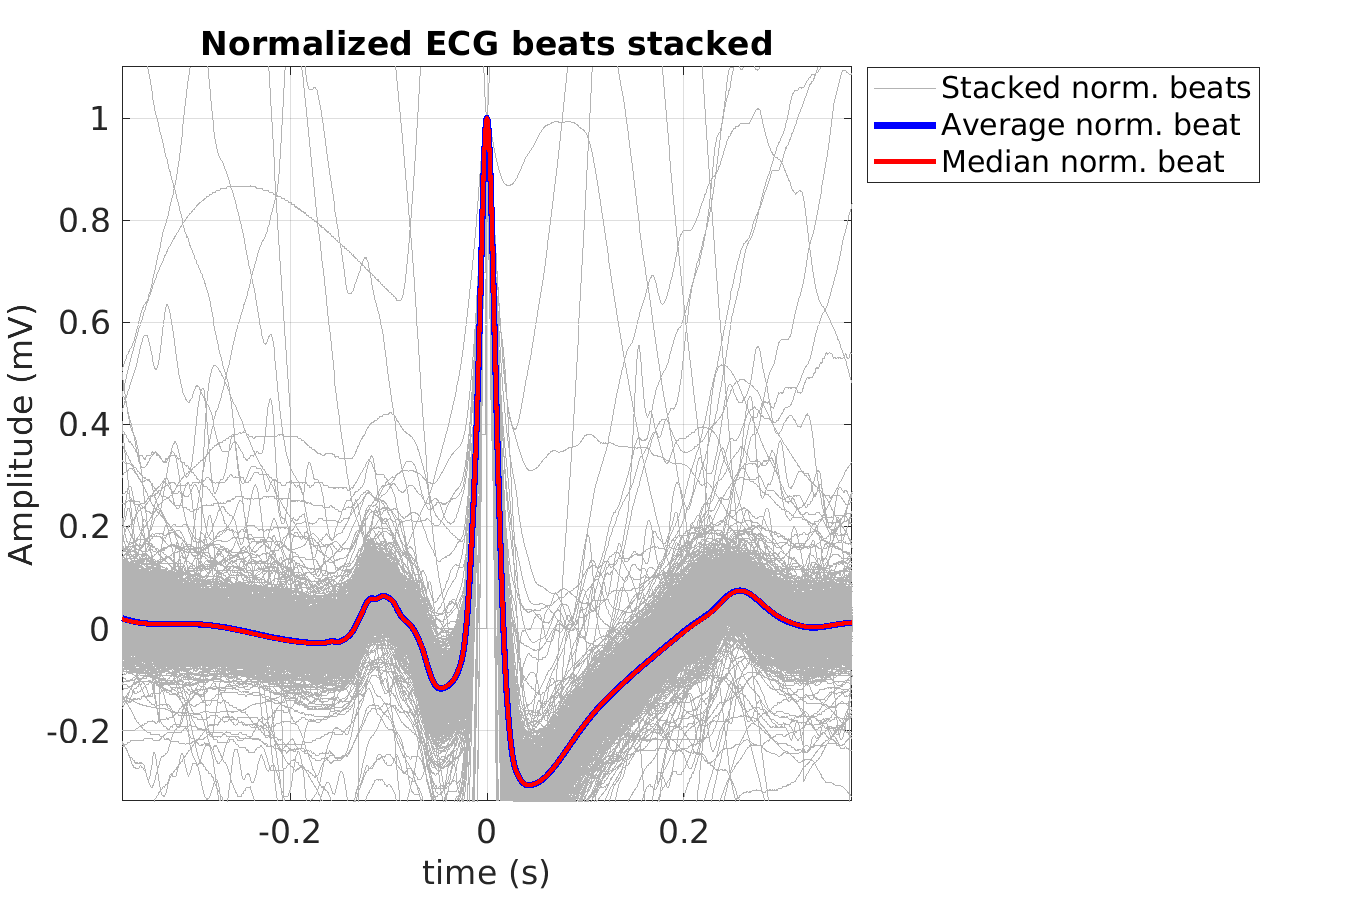 Normalized ECG beats stacked
Stacked norm. beats
Average norm. beat
Median norm. beat
1
0.8
0.6
0.4
0.2
0
-0.2
Amplitude (mV)
-0.2 0 0.2
time (s)